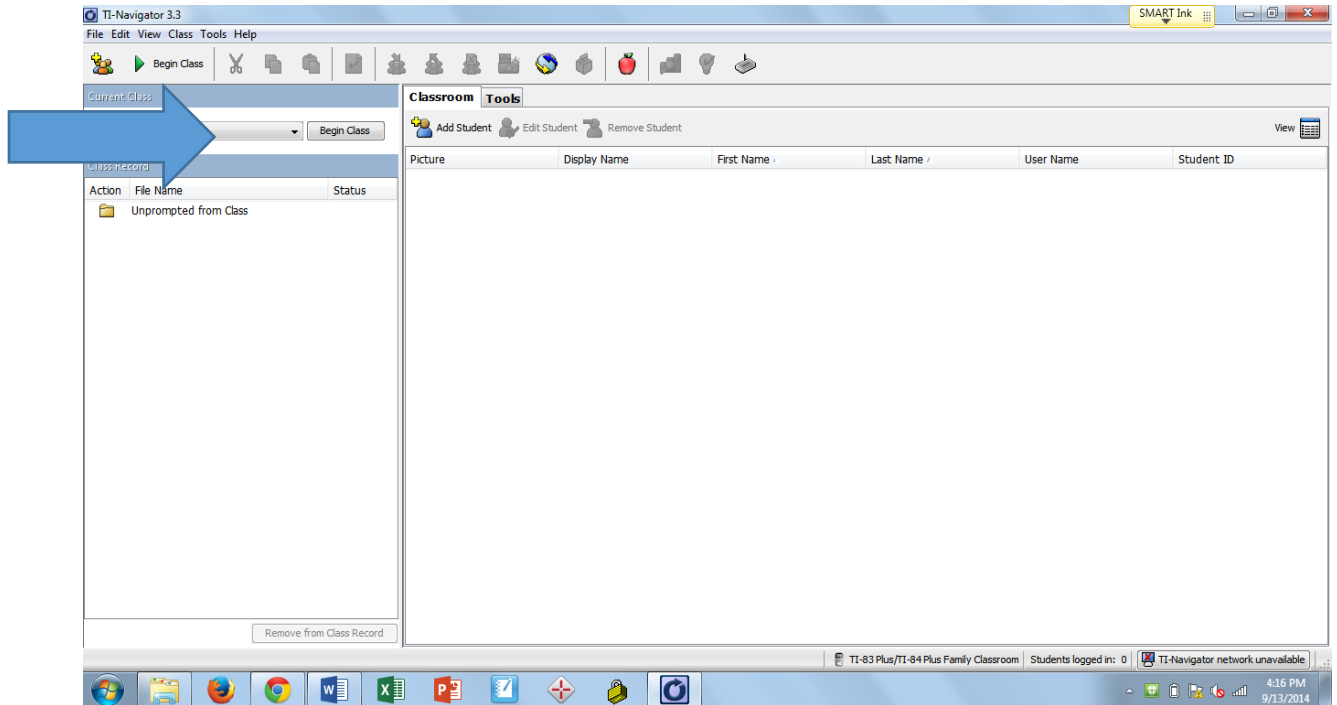 TI-Navigator 3.3
SMART Ink
File Edit View Class Tools Help
Begin Class
Current Class
Begin Class
Class Record
Action File Name Status
Unprompted from Class
Remove from Class Record
Classroom Tools
Add Student Edit Student Remove Student View
Picture Display Name First Name Last Name User Name Student ID
TI-83 Plus/TI-84 Plus Family Classroom Students logged in: 0 TI-Navigator network unavailable
4:16 PM
9/13/2014